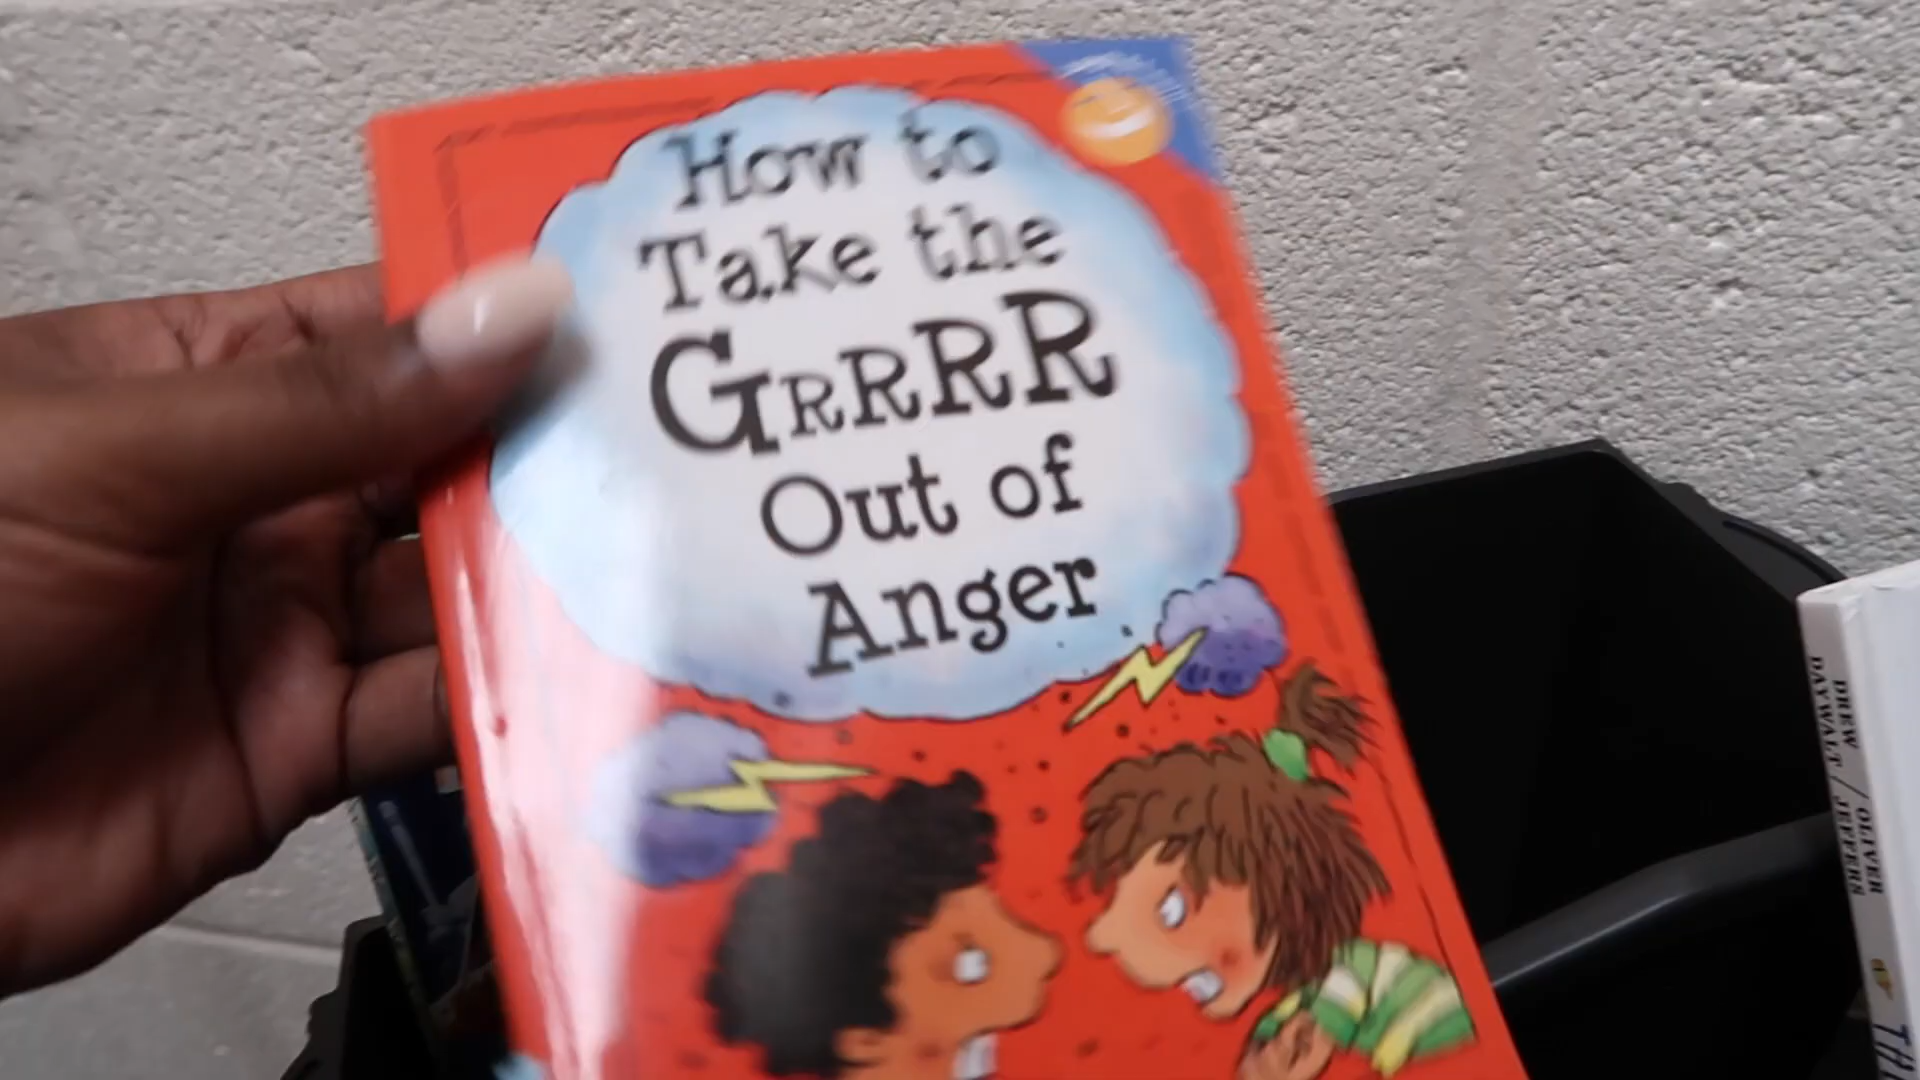 How to
Take the
GRRRR
Out of
Anger
DREW / OLIVER
DAYWALT / JEFFERS